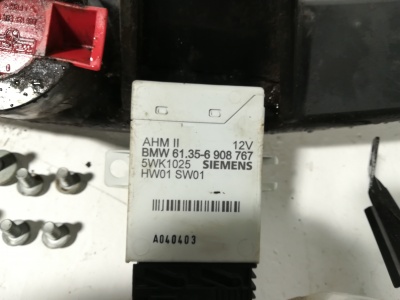 AHM II 12V
BMW 61.35-6 908 767
5WK1025 SIEMENS
HW01 SW01
A040403